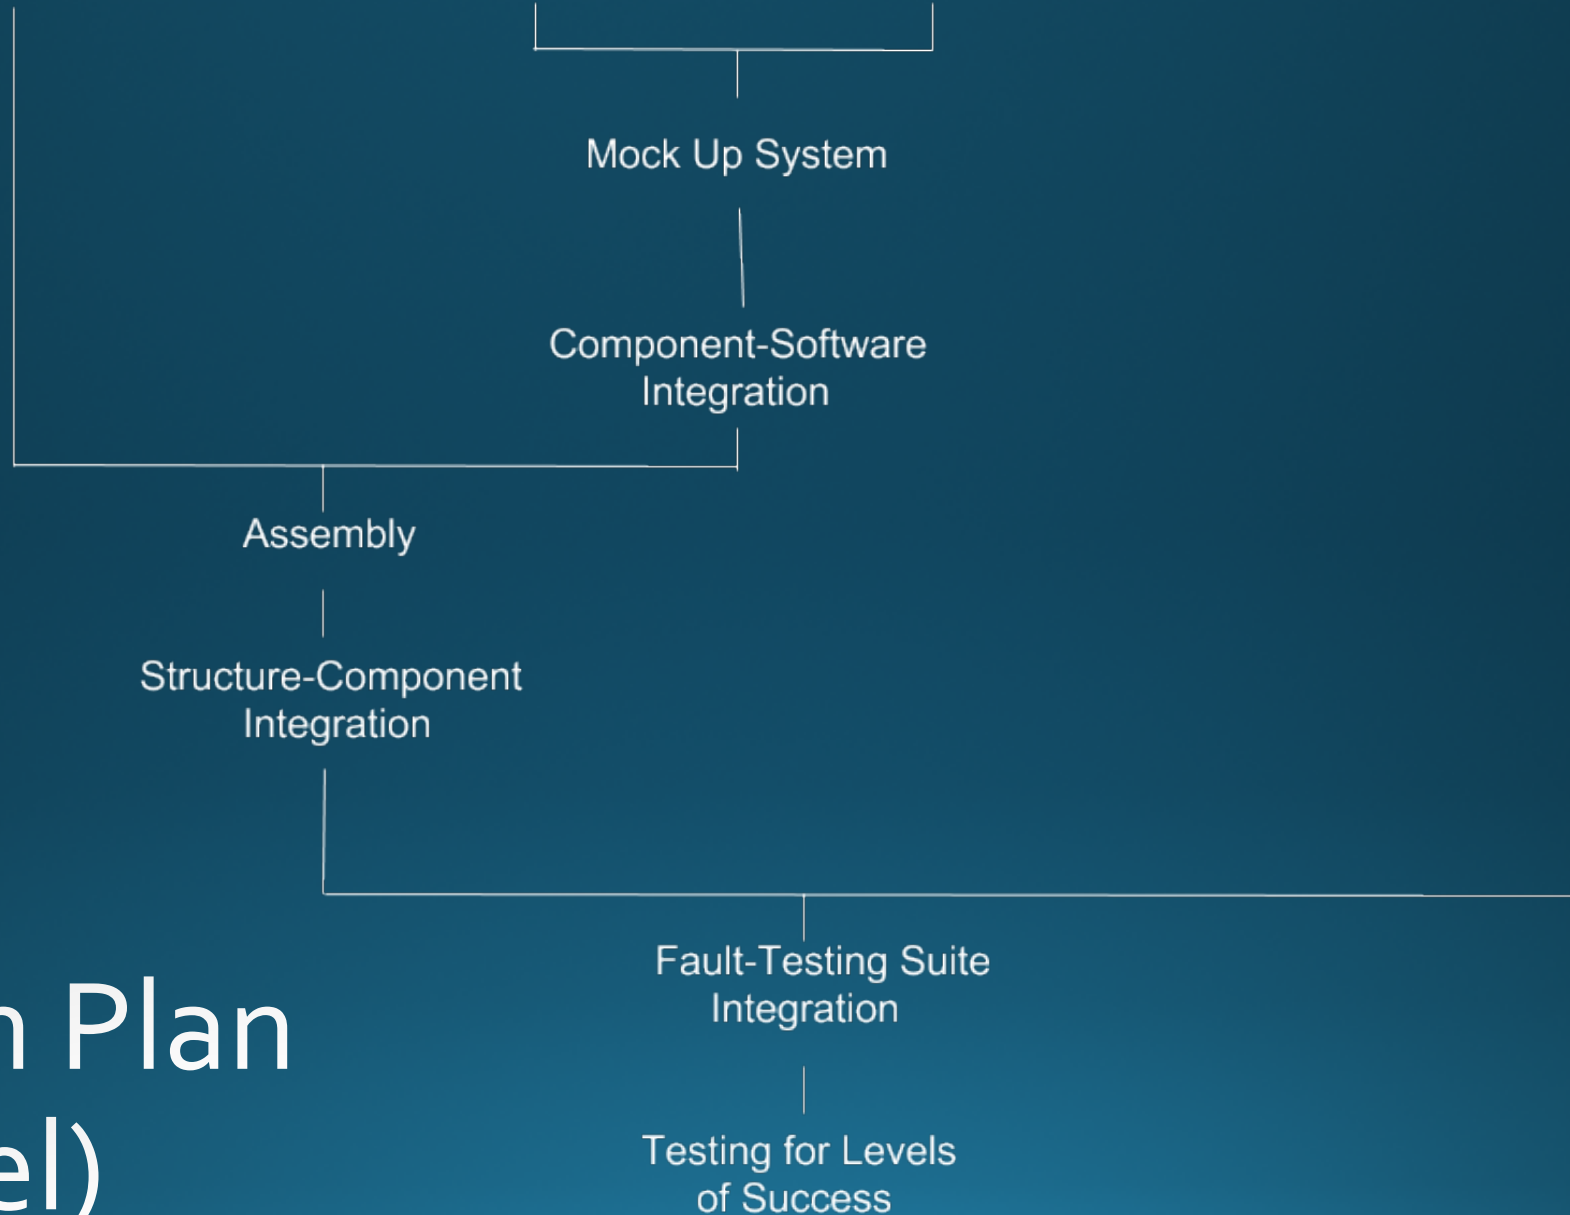 Mock Up System
Component-Software
Integration
Assembly
Structure-Component
Integration
Fault-Testing Suite
Integration
n Plan
el)
Testing for Levels
of Success